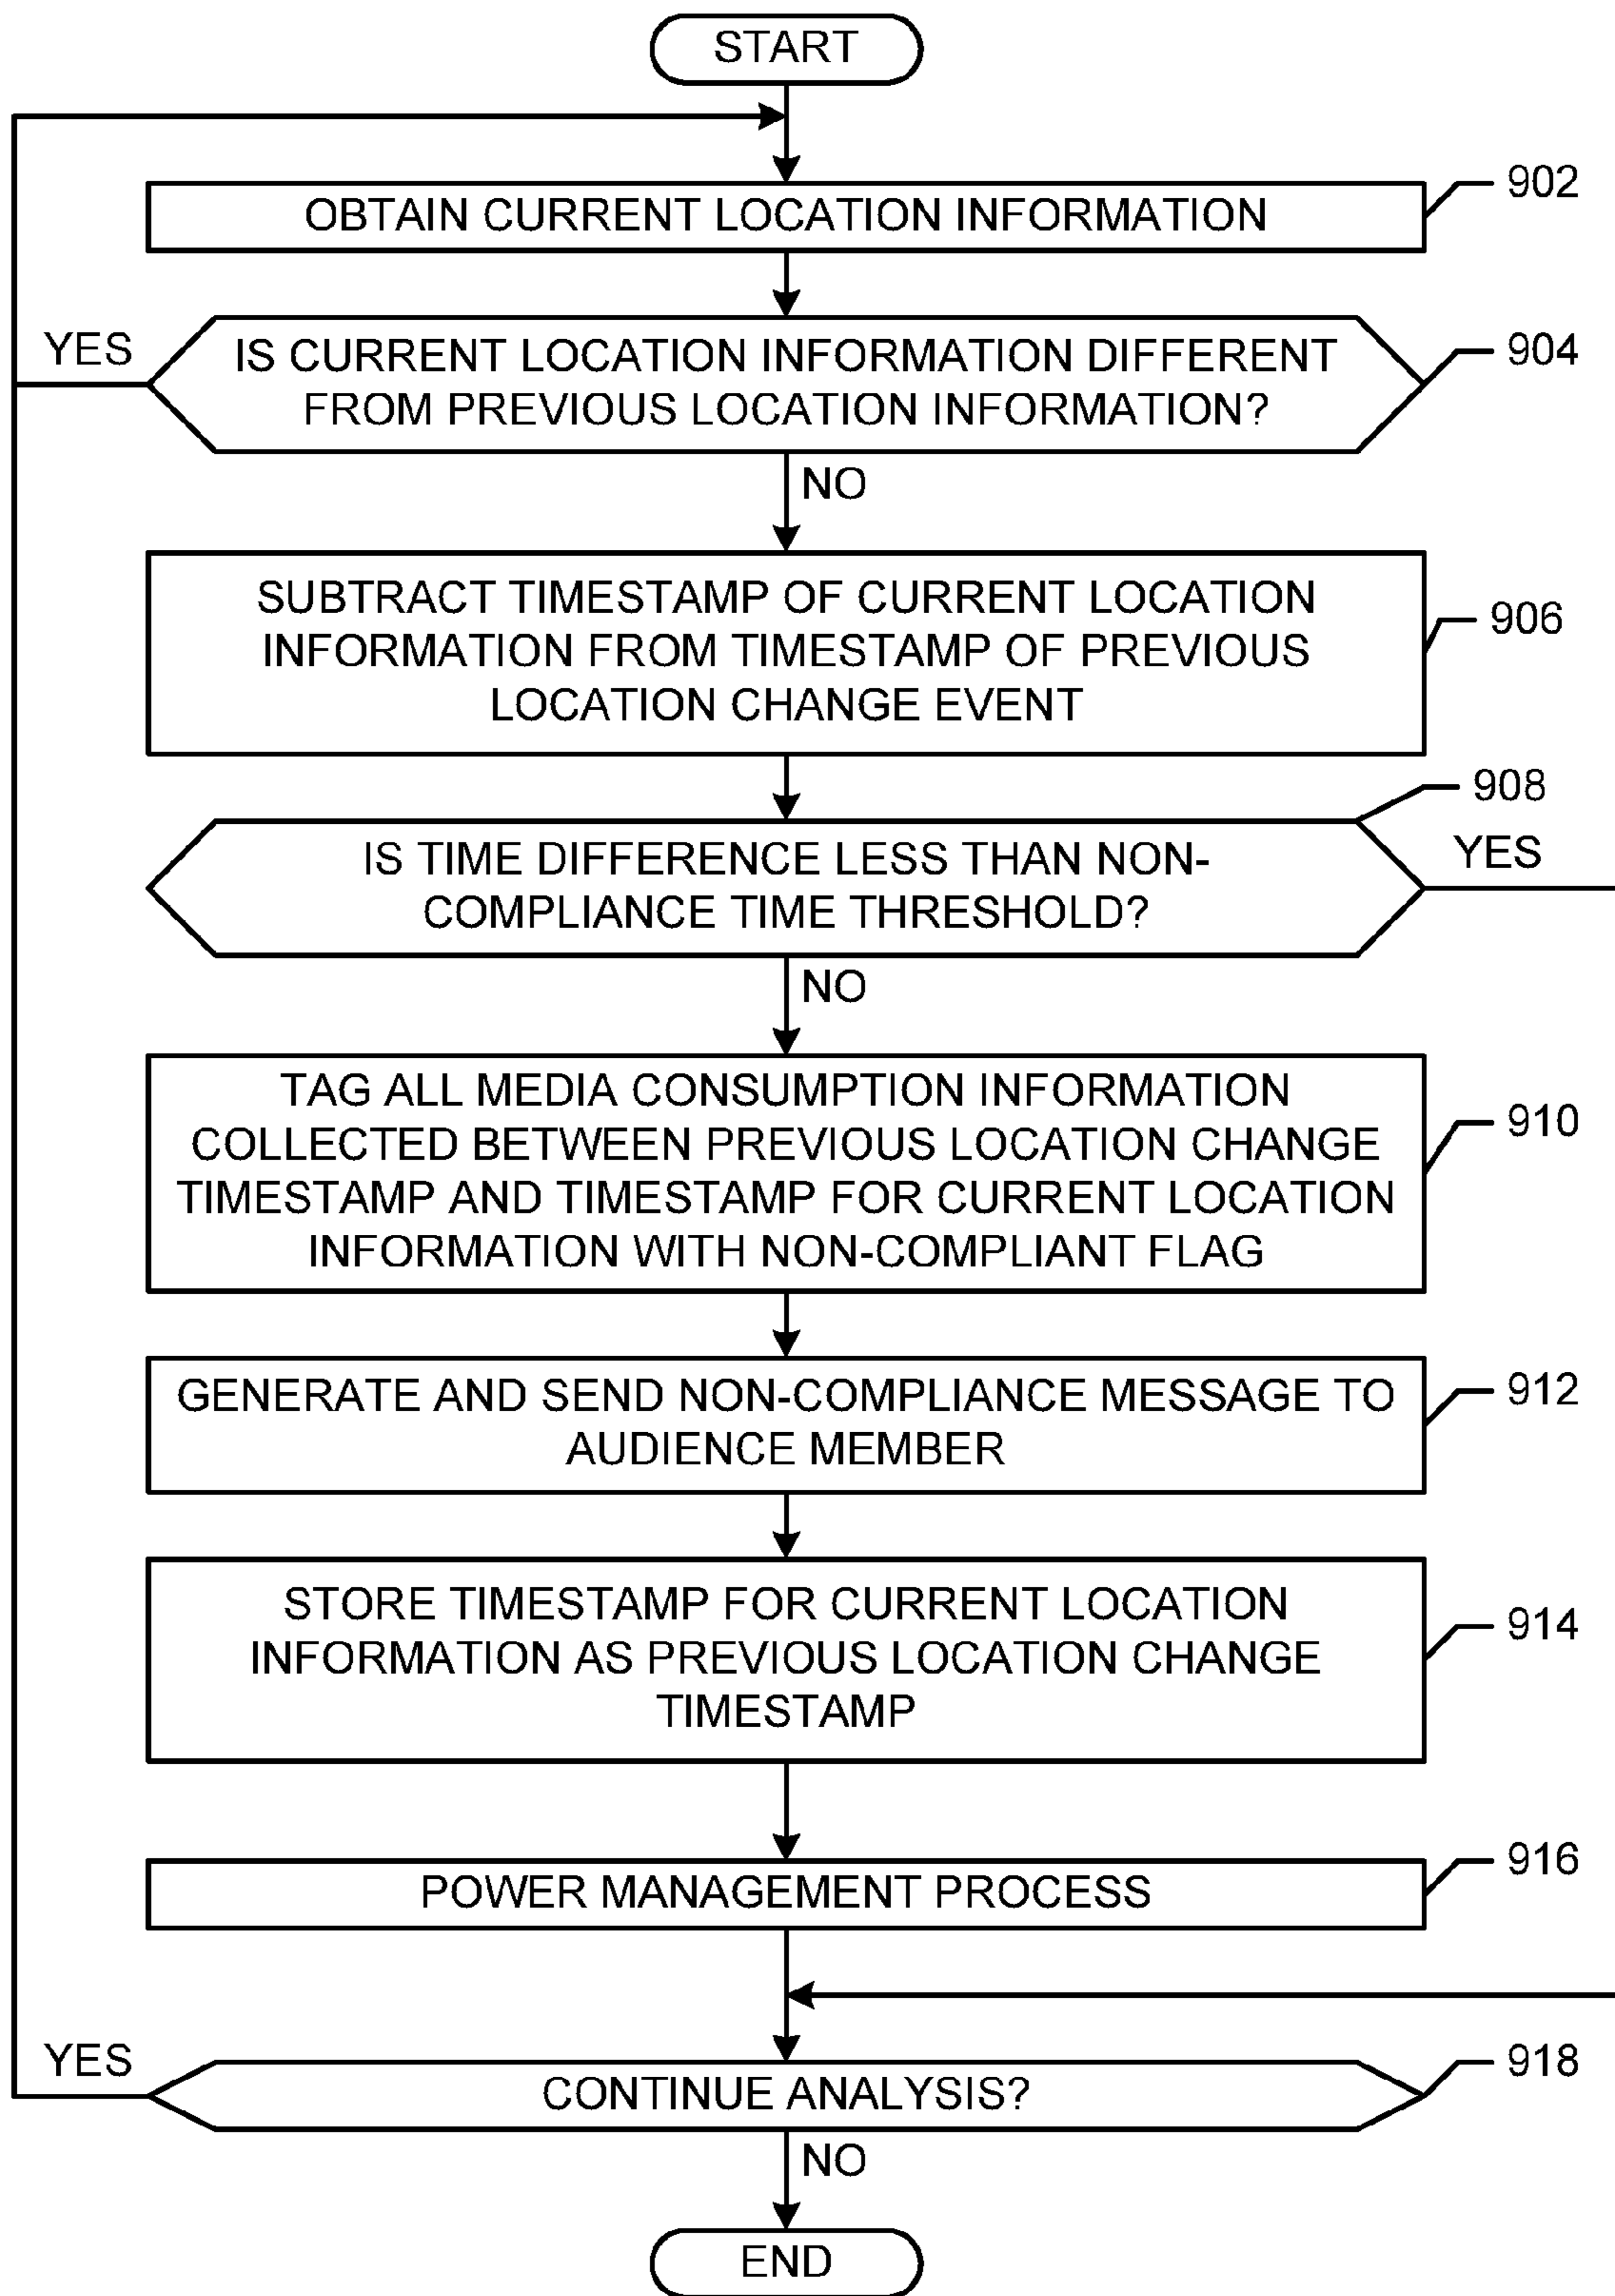 START
902
OBTAIN CURRENT LOCATION INFORMATION
YES
IS CURRENT LOCATION INFORMATION DIFFERENT
FROM PREVIOUS LOCATION INFORMATION?
904
NO
SUBTRACT TIMESTAMP OF CURRENT LOCATION
INFORMATION FROM TIMESTAMP OF PREVIOUS
LOCATION CHANGE EVENT
906
908
IS TIME DIFFERENCE LESS THAN NON-
COMPLIANCE TIME THRESHOLD?
YES
NO
TAG ALL MEDIA CONSUMPTION INFORMATION
COLLECTED BETWEEN PREVIOUS LOCATION CHANGE
TIMESTAMP AND TIMESTAMP FOR CURRENT LOCATION
INFORMATION WITH NON-COMPLIANT FLAG
910
GENERATE AND SEND NON-COMPLIANCE MESSAGE TO
AUDIENCE MEMBER
912
STORE TIMESTAMP FOR CURRENT LOCATION
INFORMATION AS PREVIOUS LOCATION CHANGE
TIMESTAMP
914
916
POWER MANAGEMENT PROCESS
YES
CONTINUE ANALYSIS?
918
NO
END